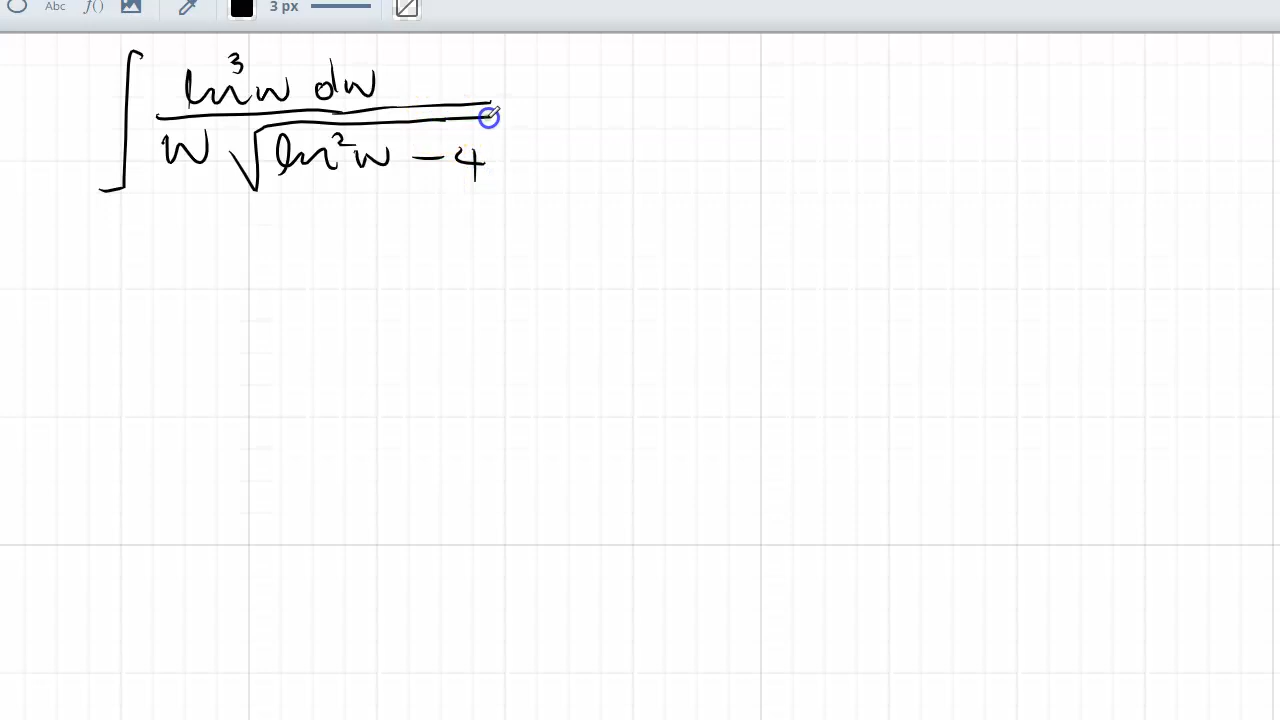 Abc f() 3 px
∫ ln³w dw
w √ln²w − 4